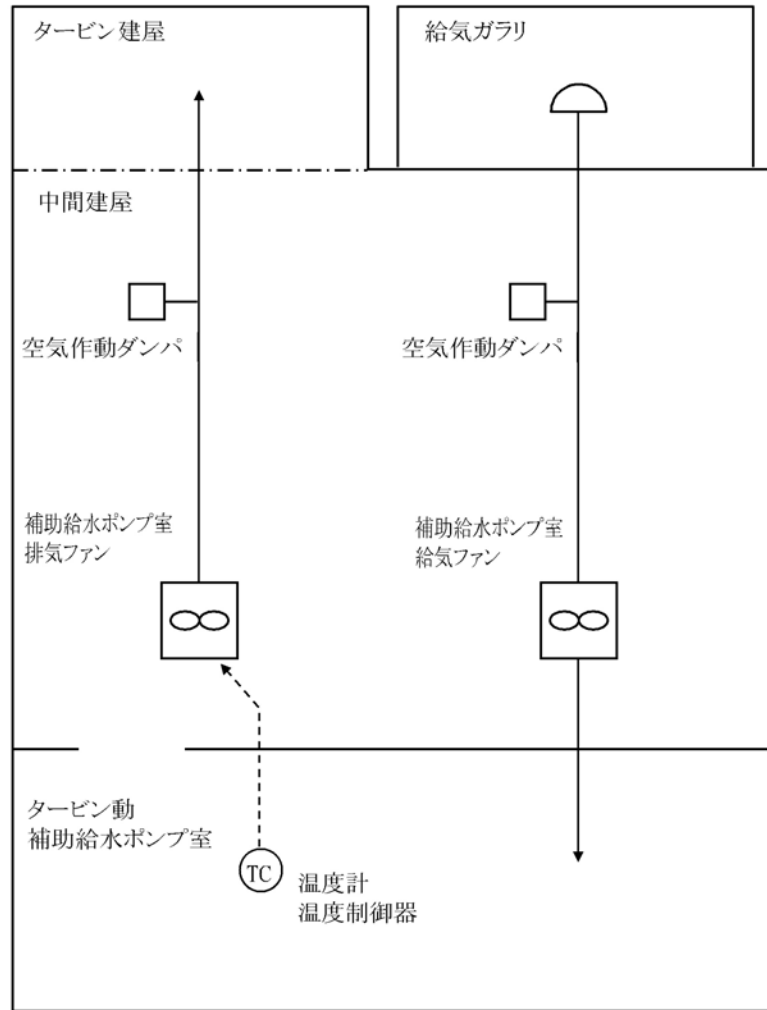 タービン建屋
給気ガラリ
中間建屋
空気作動ダンパ
空気作動ダンパ
補助給水ポンプ室
排気ファン
補助給水ポンプ室
給気ファン
タービン動
補助給水ポンプ室
TC
温度計
温度制御器